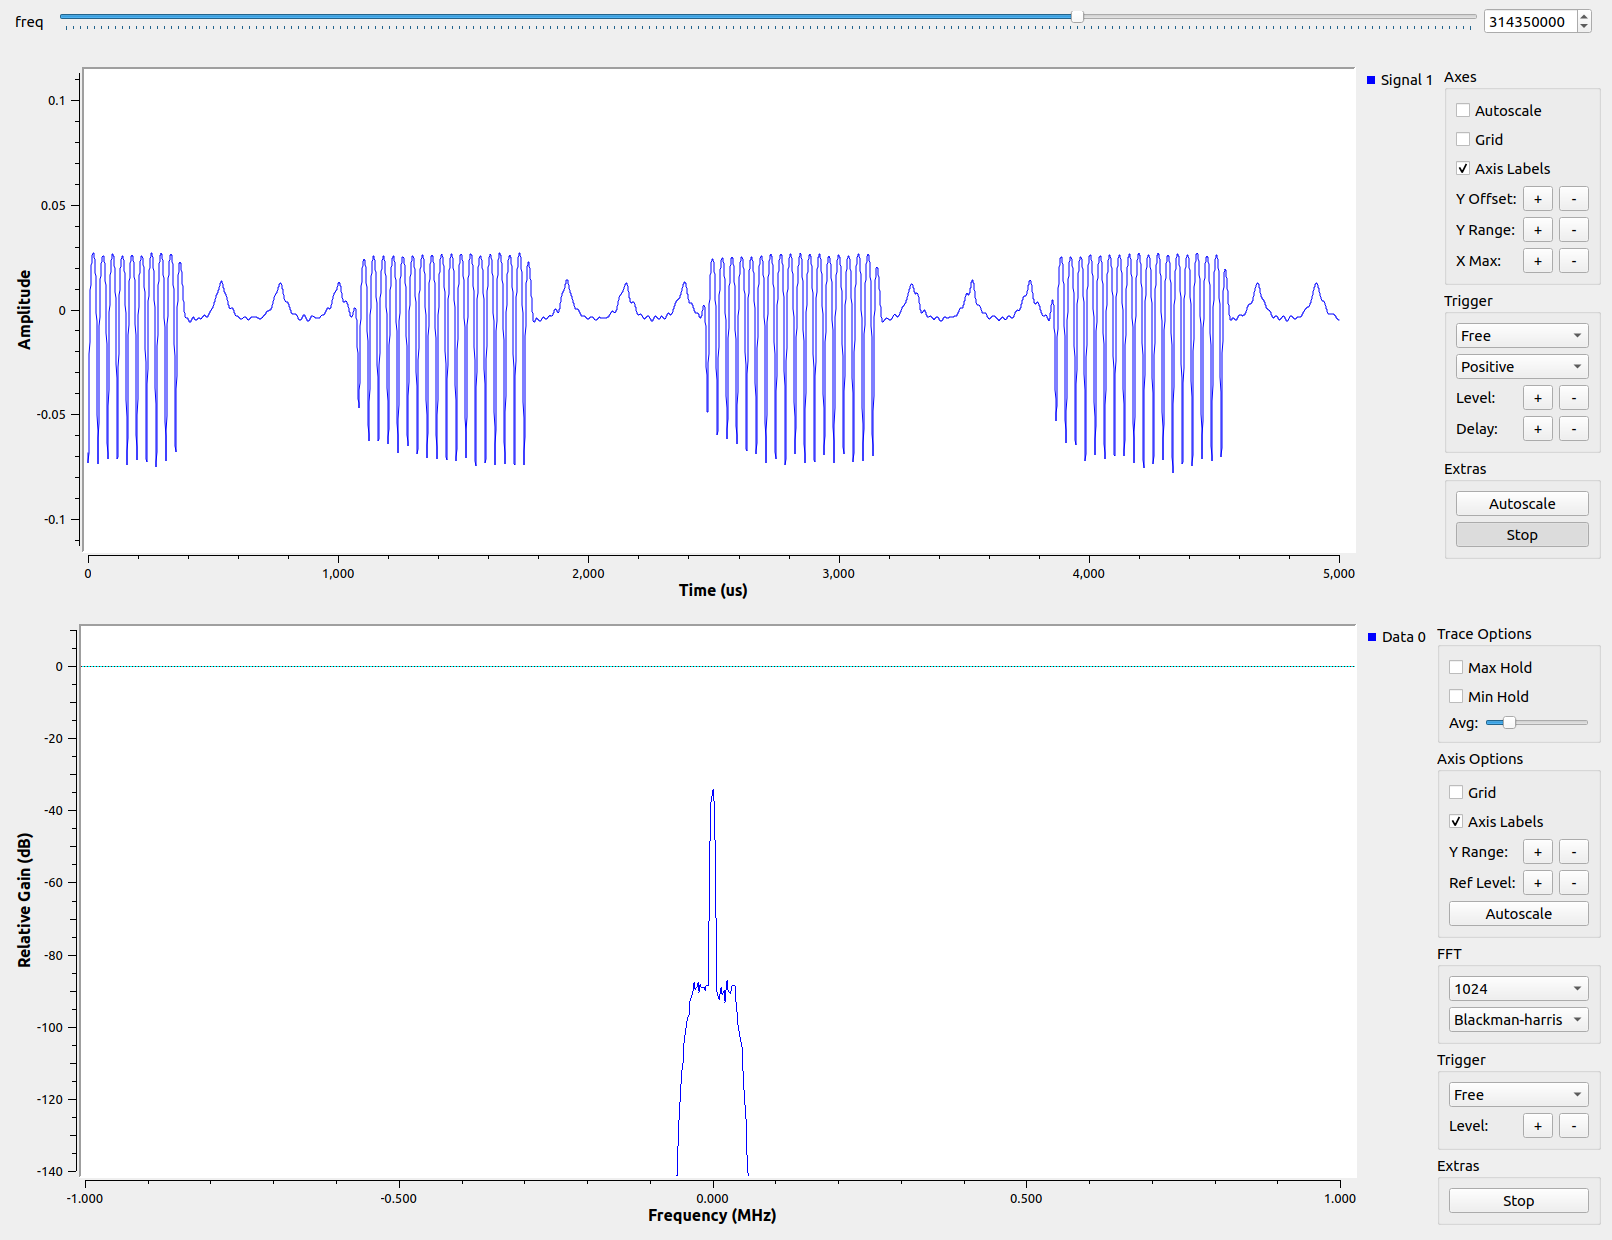 freq
314350000
Signal 1
Axes
Autoscale
Grid
Axis Labels
Y Offset: + -
Y Range: + -
X Max: + -
Trigger
Free
Positive
Level: + -
Delay: + -
Extras
Autoscale
Stop
Amplitude
0.1
0.05
0
-0.05
-0.1
0 1,000 2,000 3,000 4,000 5,000
Time (us)
Data 0
Trace Options
Max Hold
Min Hold
Avg:
Axis Options
Grid
Axis Labels
Y Range: + -
Ref Level: + -
Autoscale
FFT
1024
Blackman-harris
Trigger
Free
Level: + -
Extras
Stop
Relative Gain (dB)
0
-20
-40
-60
-80
-100
-120
-140
-1.000 -0.500 0.000 0.500 1.000
Frequency (MHz)